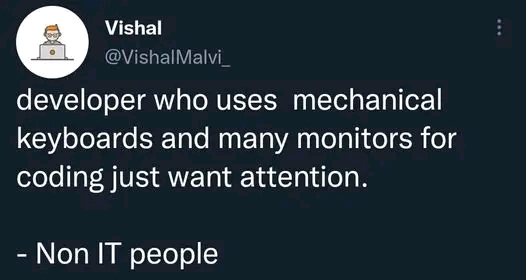 Vishal
@VishalMalvi_
developer who uses  mechanical
keyboards and many monitors for
coding just want attention.
- Non IT people